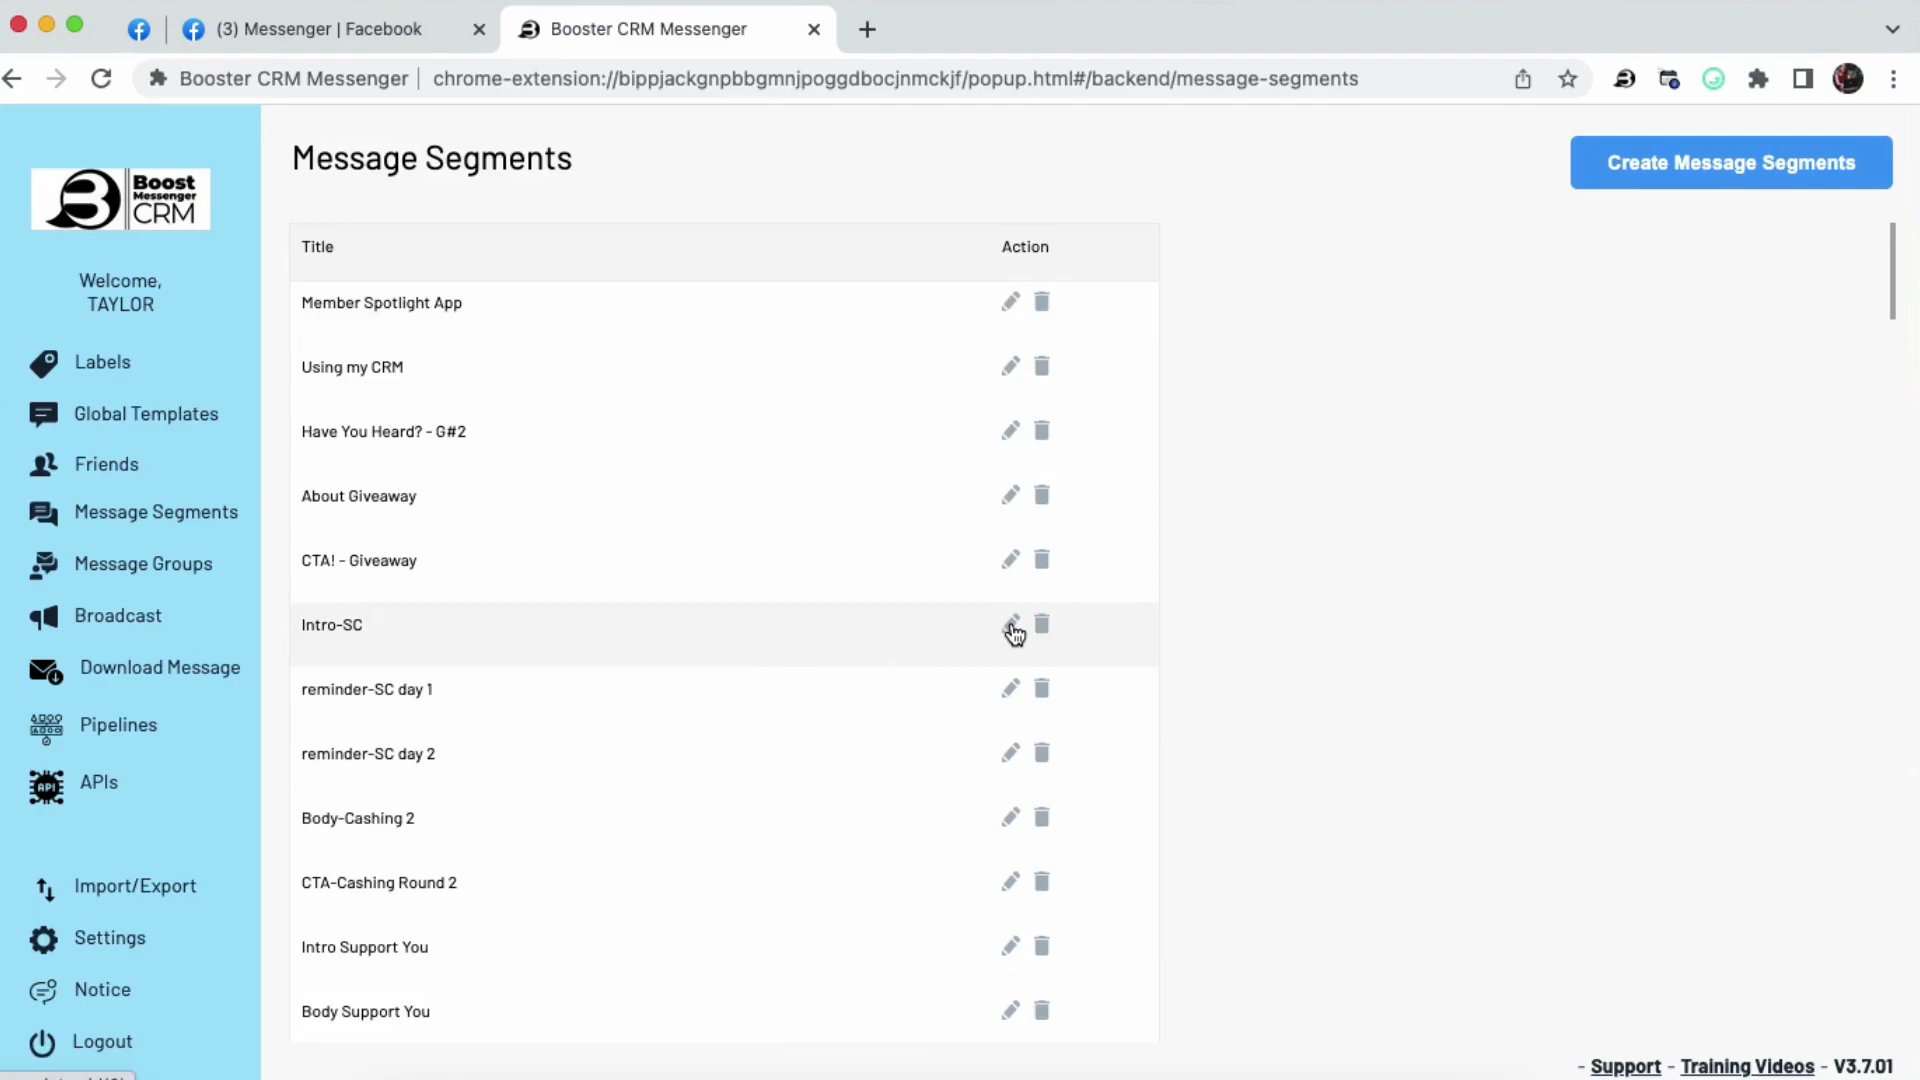 (3) Messenger | Facebook
Booster CRM Messenger
Booster CRM Messenger
chrome-extension://bippjackgnpbbgmnjpoggdbocjnmckjf/popup.html#/backend/message-segments
Boost
Messenger
CRM
Welcome,
TAYLOR
Labels
Global Templates
Friends
Message Segments
Message Groups
Broadcast
Download Message
Pipelines
API
APIs
Import/Export
Settings
Notice
Logout
Message Segments
Create Message Segments
Title Action
Member Spotlight App
Using my CRM
Have You Heard? - G#2
About Giveaway
CTA! - Giveaway
Intro-SC
reminder-SC day 1
reminder-SC day 2
Body-Cashing 2
CTA-Cashing Round 2
Intro Support You
Body Support You
- Support - Training Videos - V3.7.01